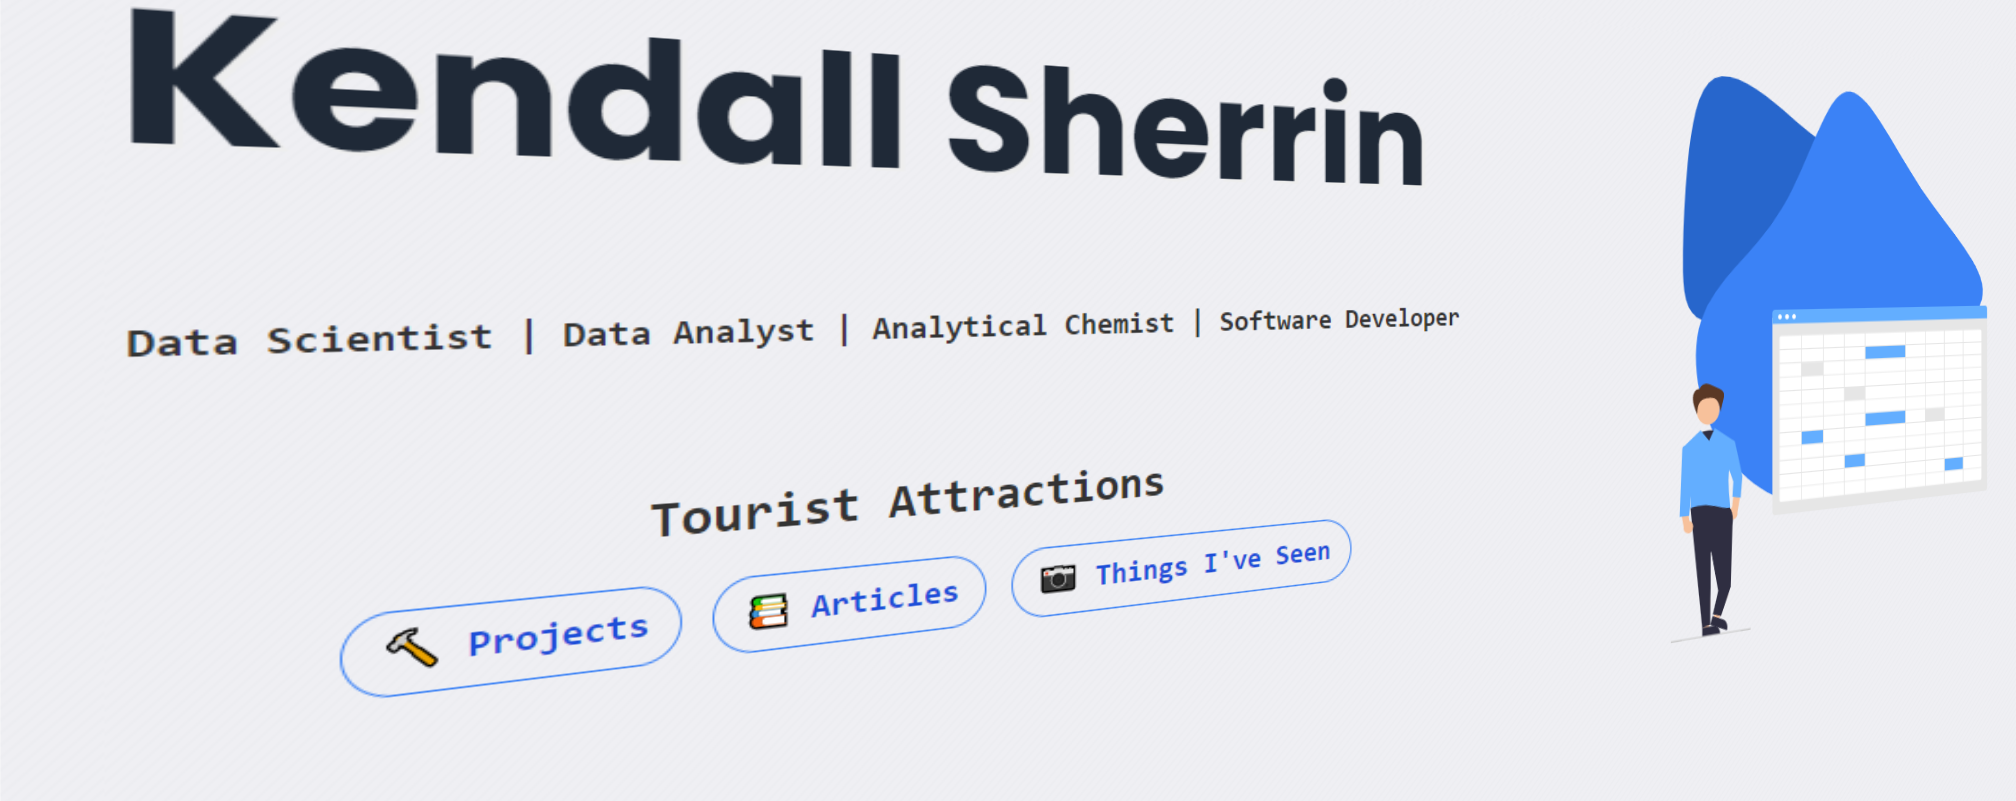 Kendall Sherrin
Data Scientist | Data Analyst | Analytical Chemist | Software Developer
Tourist Attractions
Projects
Articles
Things I've Seen